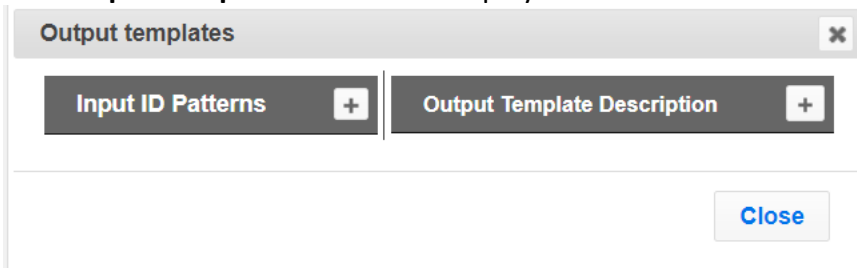 Output templates
Input ID Patterns + Output Template Description +
Close